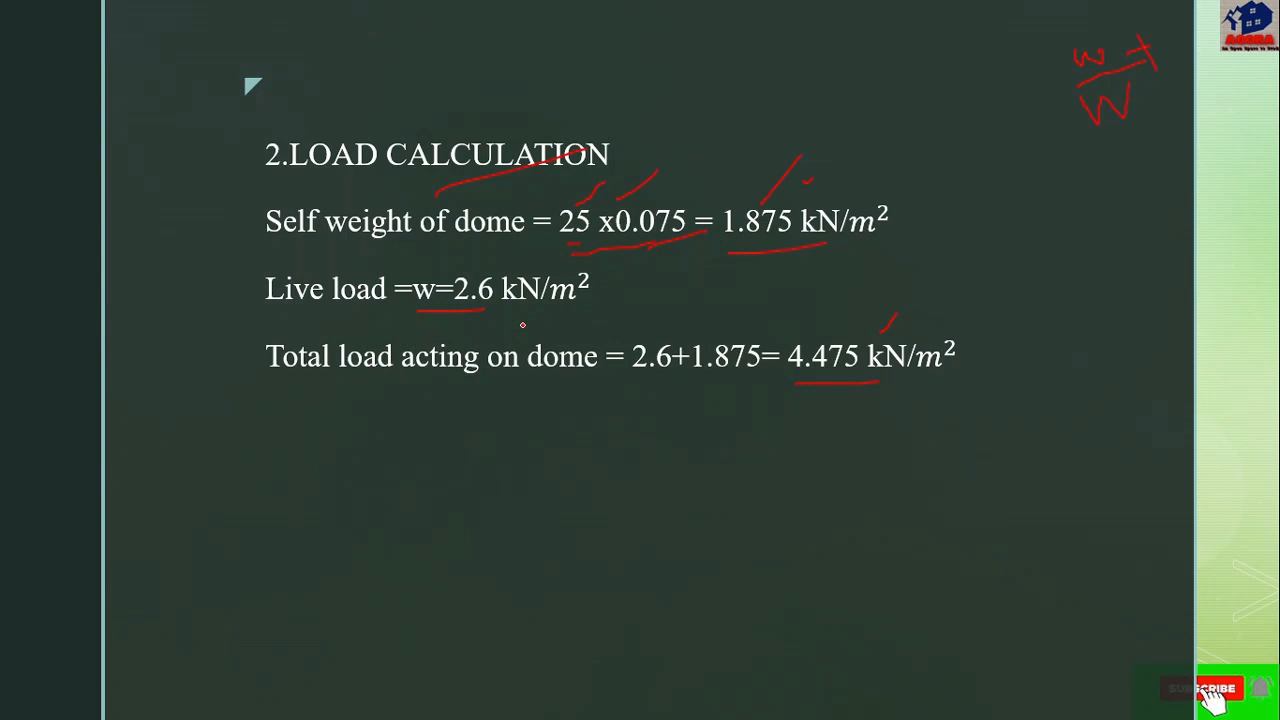 w t
W
2.LOAD CALCULATION
Self weight of dome = 25 x0.075 = 1.875 kN/m²
Live load =w=2.6 kN/m²
Total load acting on dome = 2.6+1.875= 4.475 kN/m²
SUBSCRIBE